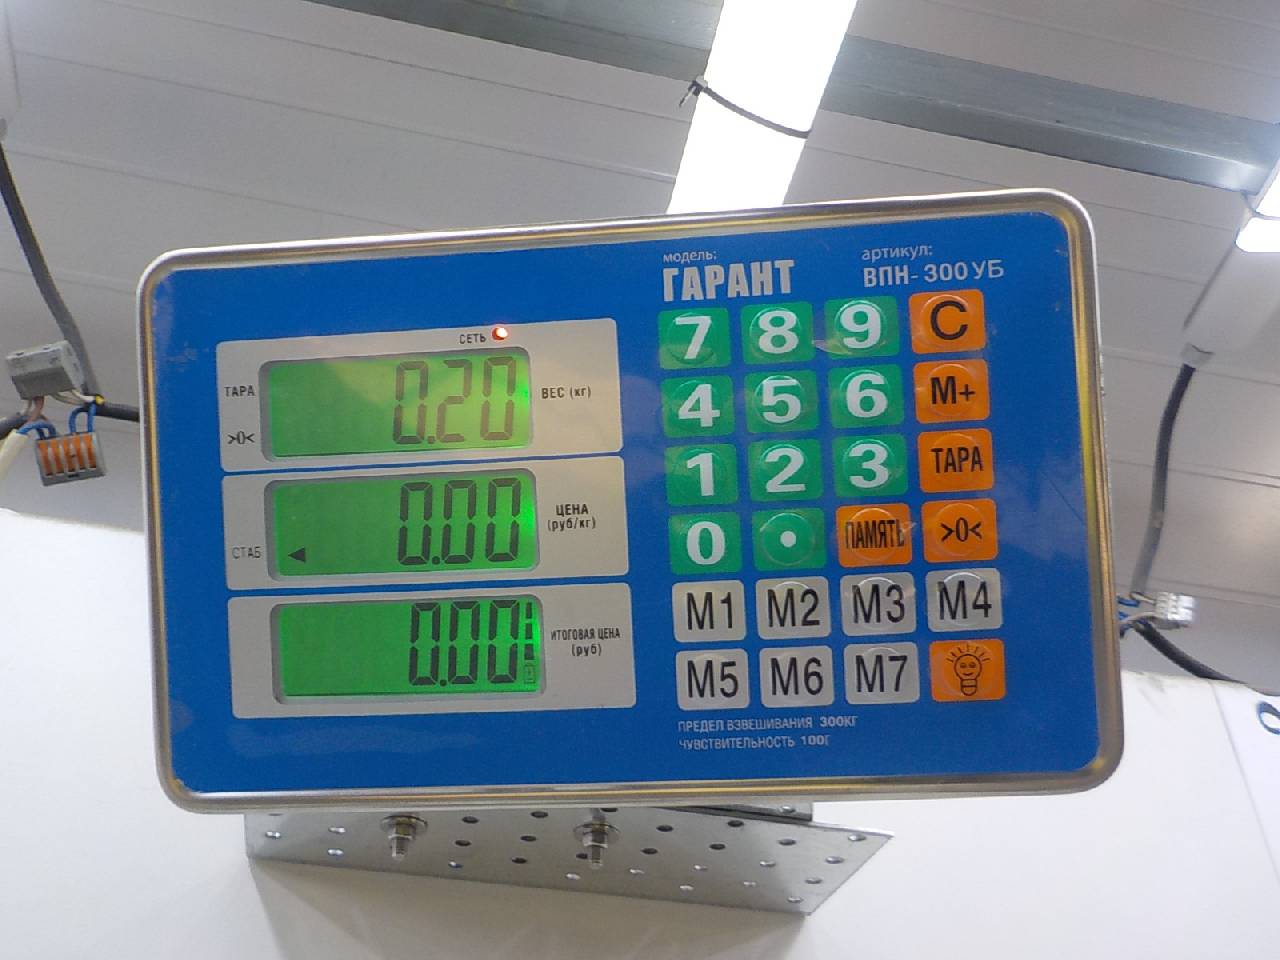 модель:
ГАРАНТ
артикул:
ВПН- 300 УБ
СЕТЬ
ТАРА
>0<
0.20
ВЕС (кг)
СТАБ
0.00
ЦЕНА
(руб/кг)
0.00
ИТОГОВАЯ ЦЕНА
(руб)
7 8 9 C
4 5 6 M+
1 2 3 ТАРА
0 . ПАМЯТЬ >0<
M1 M2 M3 M4
M5 M6 M7
ПРЕДЕЛ ВЗВЕШИВАНИЯ 300КГ
ЧУВСТВИТЕЛЬНОСТЬ 100Г